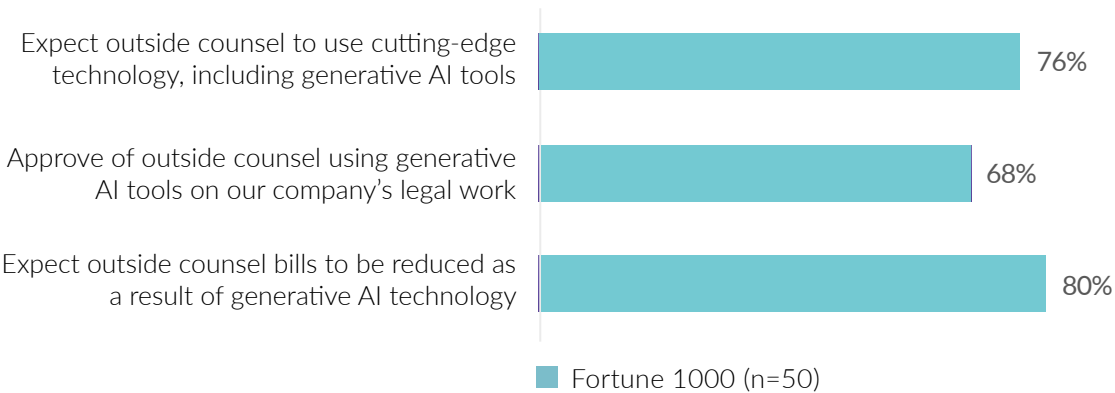 Expect outside counsel to use cutting-edge
technology, including generative AI tools
76%
Approve of outside counsel using generative
AI tools on our company’s legal work
68%
Expect outside counsel bills to be reduced as
a result of generative AI technology
80%
Fortune 1000 (n=50)